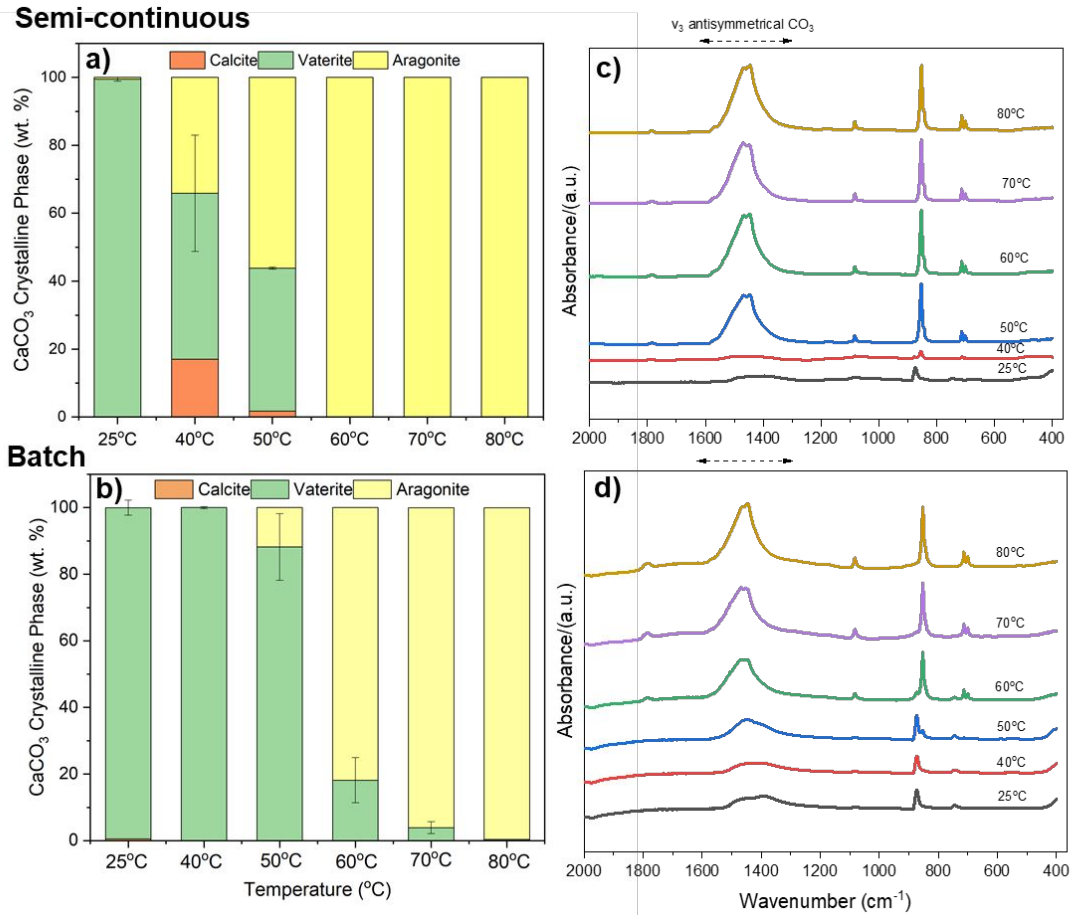 Semi-continuous
a)
Calcite Vaterite Aragonite
CaCO₃ Crystalline Phase (wt. %)
100
80
60
40
20
0
25ºC 40ºC 50ºC 60ºC 70ºC 80ºC
ν₃ antisymmetrical CO₃
c)
Absorbance/(a.u.)
80ºC
70ºC
60ºC
50ºC
40ºC
25ºC
2000 1800 1600 1400 1200 1000 800 600 400
Batch
b)
Calcite Vaterite Aragonite
CaCO₃ Crystalline Phase (wt. %)
100
80
60
40
20
0
25ºC 40ºC 50ºC 60ºC 70ºC 80ºC
Temperature (ºC)
d)
Absorbance/(a.u.)
80ºC
70ºC
60ºC
50ºC
40ºC
25ºC
2000 1800 1600 1400 1200 1000 800 600 400
Wavenumber (cm⁻¹)